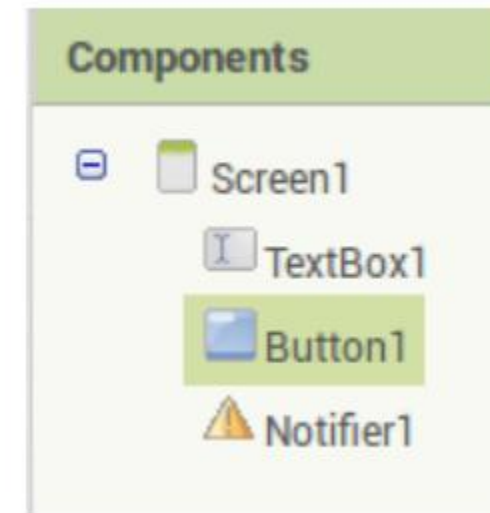 Components
Screen1
TextBox1
Button1
Notifier1